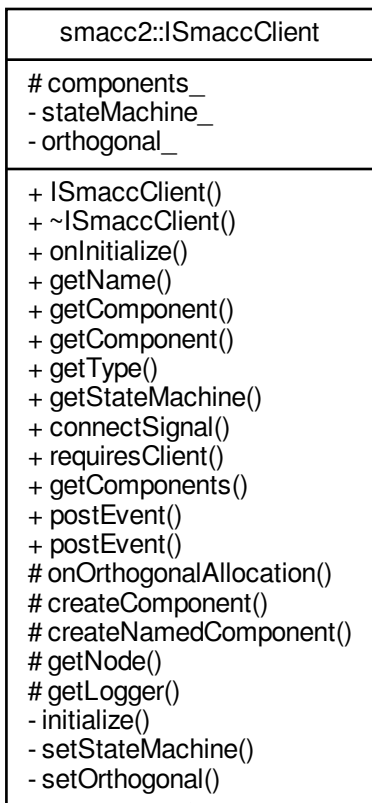 smacc2::ISmaccClient
# components_
- stateMachine_
- orthogonal_
+ ISmaccClient()
+ ~ISmaccClient()
+ onInitialize()
+ getName()
+ getComponent()
+ getComponent()
+ getType()
+ getStateMachine()
+ connectSignal()
+ requiresClient()
+ getComponents()
+ postEvent()
+ postEvent()
# onOrthogonalAllocation()
# createComponent()
# createNamedComponent()
# getNode()
# getLogger()
- initialize()
- setStateMachine()
- setOrthogonal()